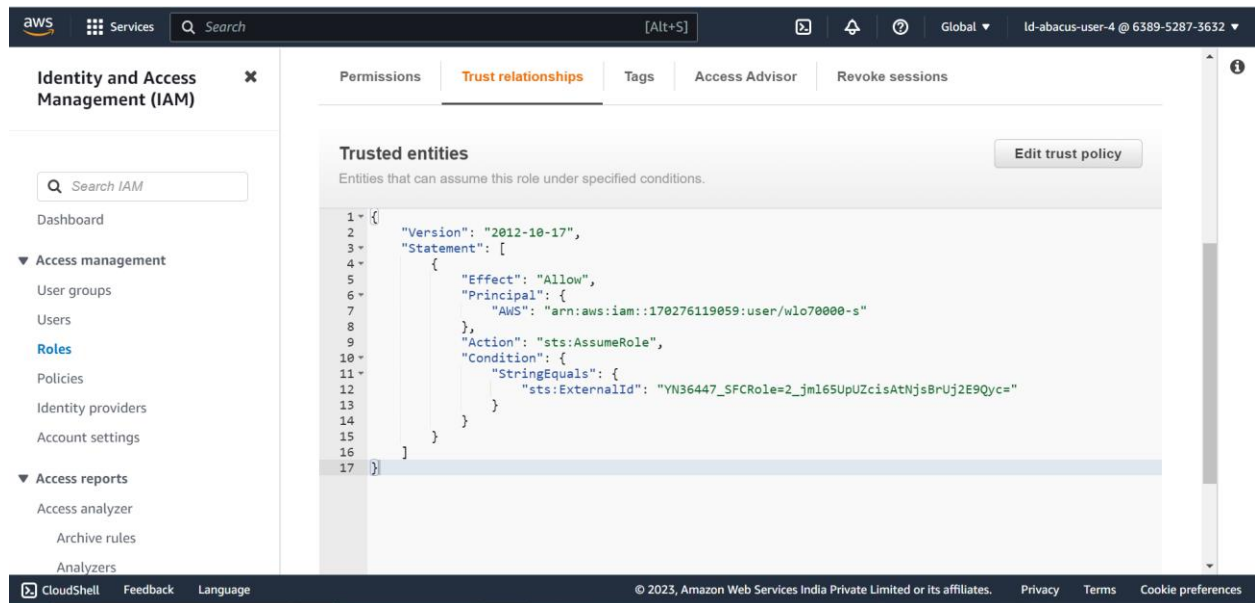 aws
Services
Search
[Alt+S]
Global
ld-abacus-user-4 @ 6389-5287-3632
Identity and Access
Management (IAM)
Search IAM
Dashboard
Access management
User groups
Users
Roles
Policies
Identity providers
Account settings
Access reports
Access analyzer
Archive rules
Analyzers
Permissions
Trust relationships
Tags
Access Advisor
Revoke sessions
Trusted entities
Edit trust policy
Entities that can assume this role under specified conditions.
1 {
2 "Version": "2012-10-17",
3 "Statement": [
4 {
5 "Effect": "Allow",
6 "Principal": {
7 "AWS": "arn:aws:iam::170276119059:user/wlo70000-s"
8 },
9 "Action": "sts:AssumeRole",
10 "Condition": {
11 "StringEquals": {
12 "sts:ExternalId": "YN36447_SFCRole=2_jml65UpUZcisAtNjsBrUj2E9Qyc="
13 }
14 }
15 }
16 ]
17 }
CloudShell
Feedback
Language
© 2023, Amazon Web Services India Private Limited or its affiliates.
Privacy
Terms
Cookie preferences